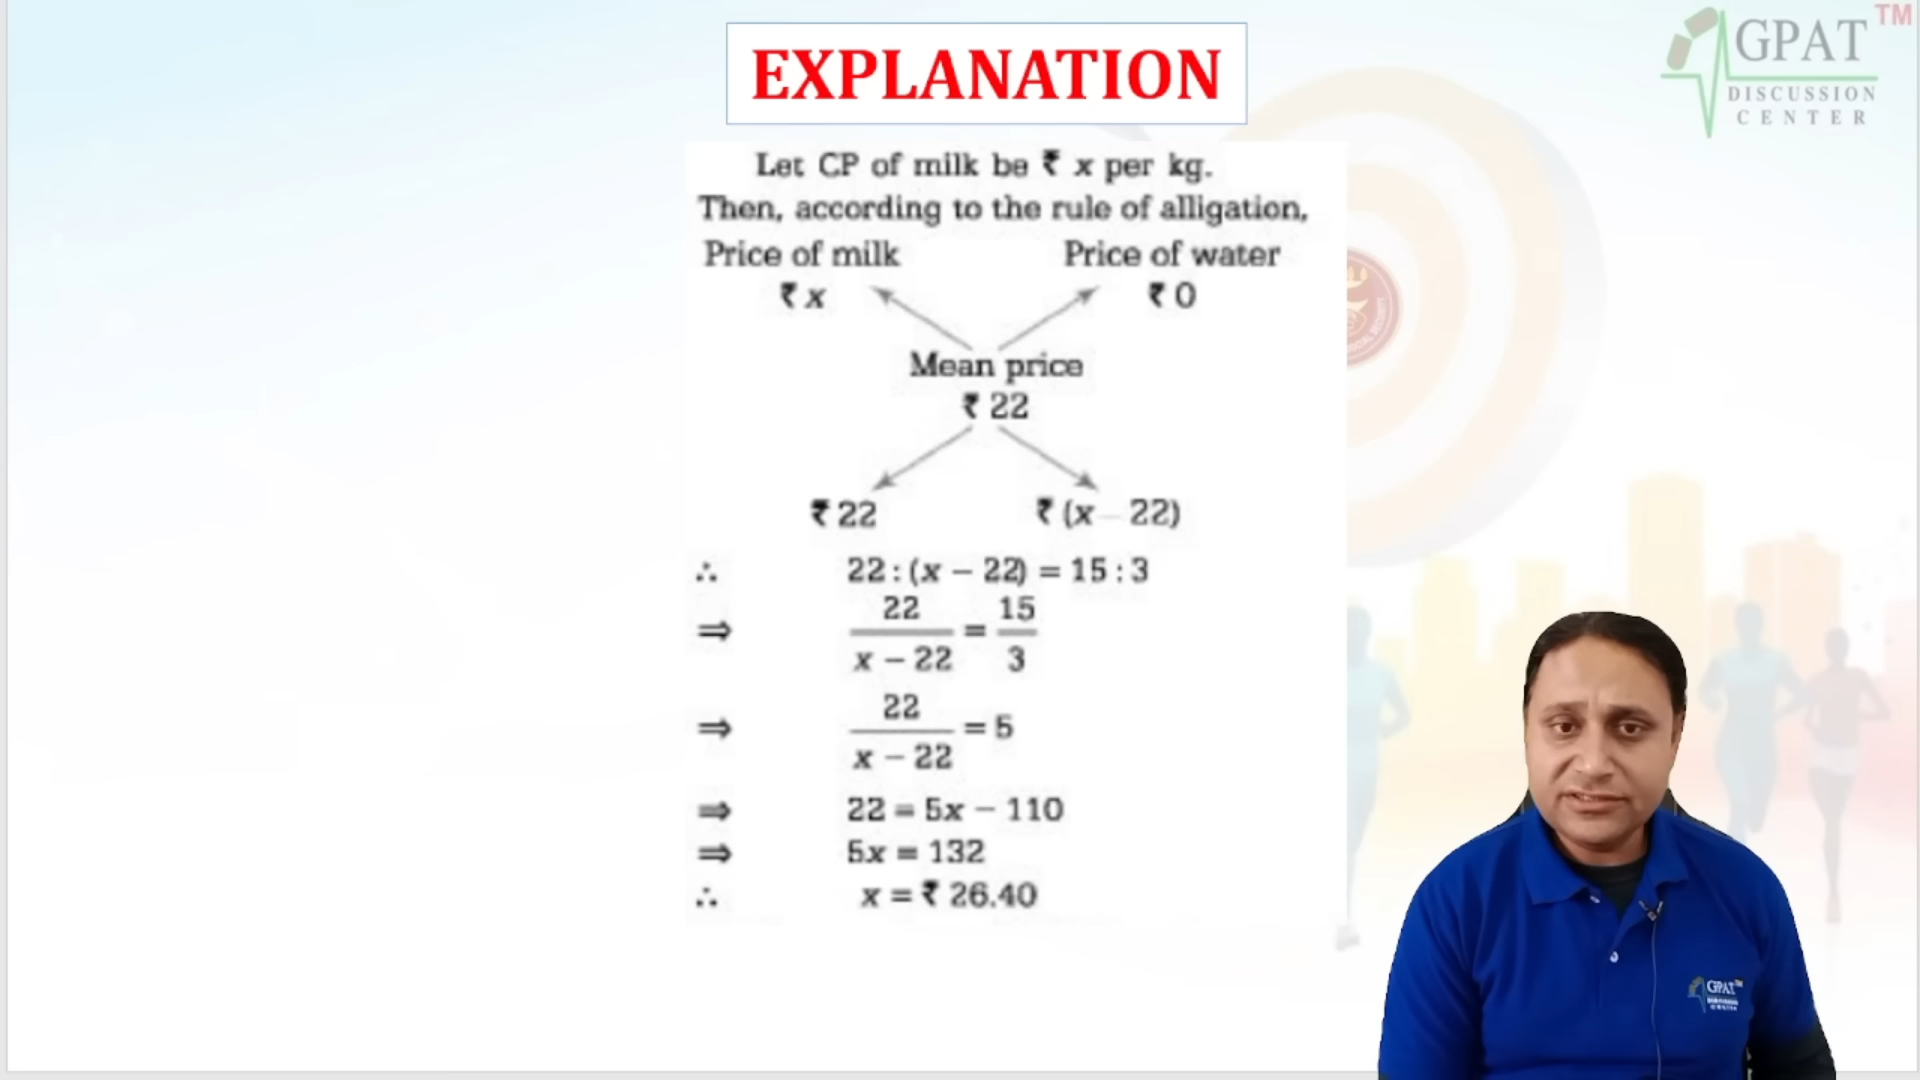 EXPLANATION
GPAT TM
DISCUSSION
CENTER
Let CP of milk be ₹ x per kg.
Then, according to the rule of alligation,
Price of milk Price of water
₹ x ₹ 0
Mean price
₹ 22
₹ 22 ₹ (x – 22)
∴ 22 : (x – 22) = 15 : 3
⇒ 22 / x – 22 = 15 / 3
⇒ 22 / x – 22 = 5
⇒ 22 = 5x – 110
⇒ 5x = 132
∴ x = ₹ 26.40
GPAT